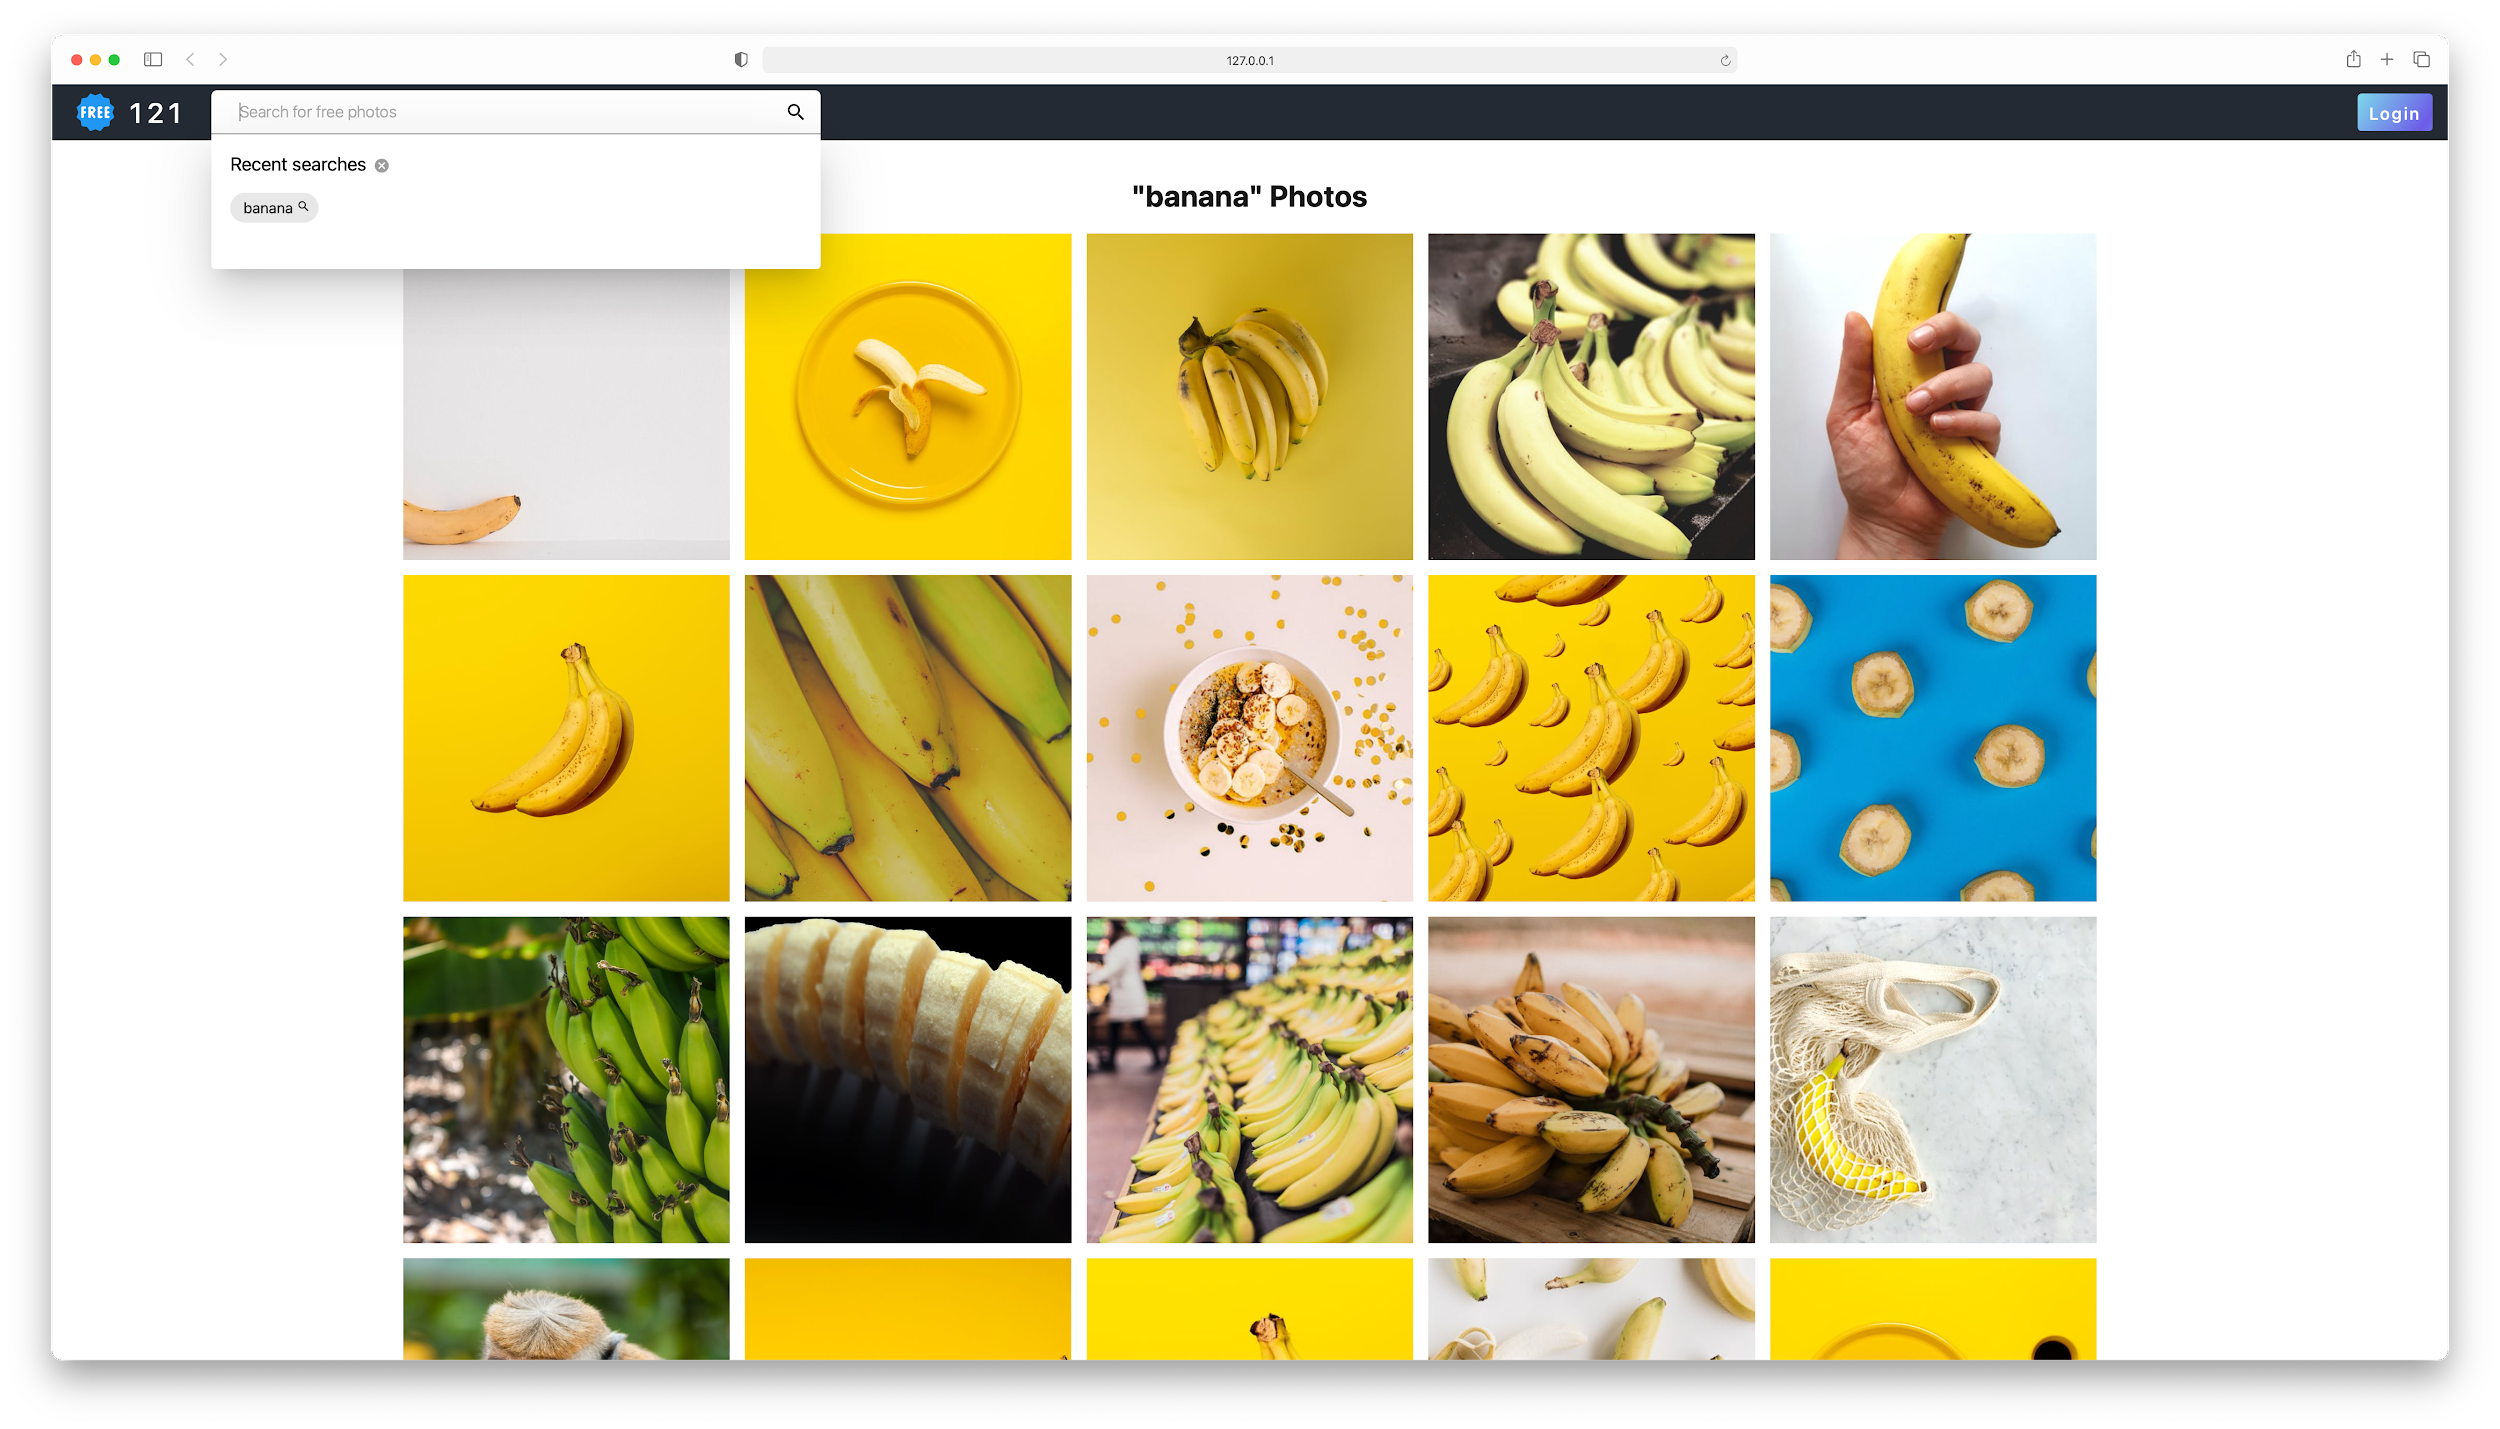 127.0.0.1
FREE 121
Search for free photos
Login
Recent searches
banana
"banana" Photos